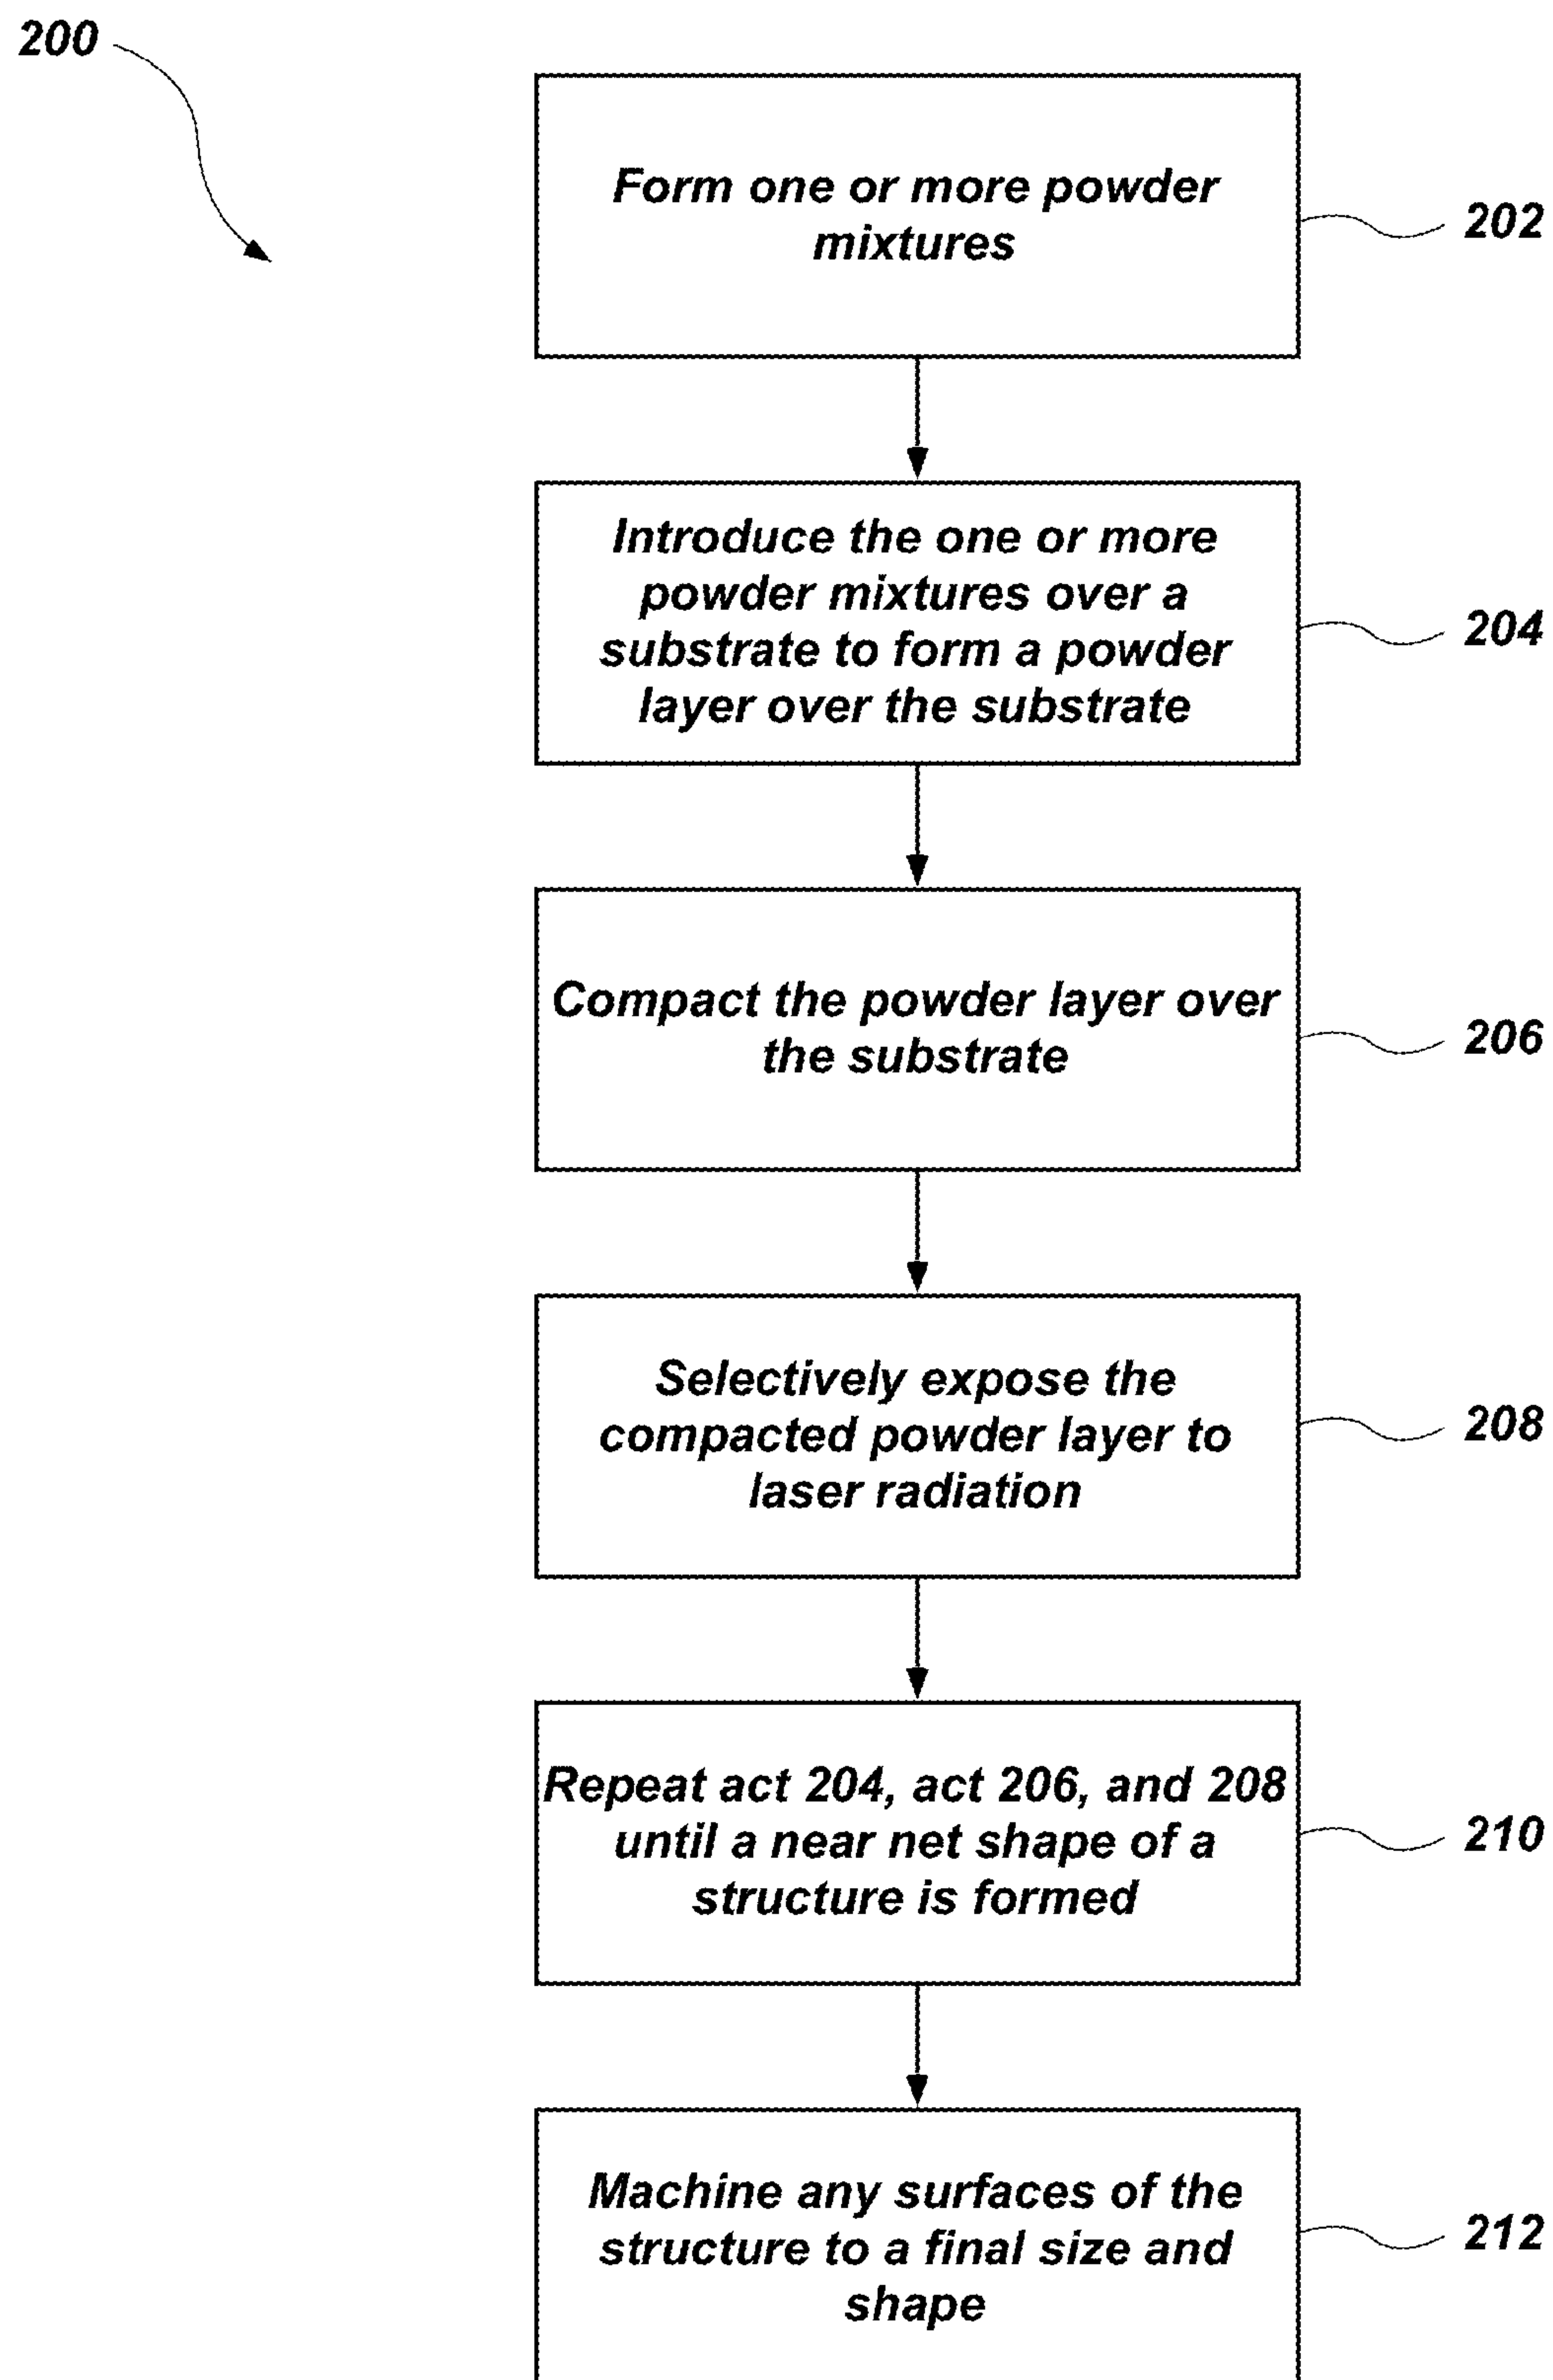 200
Form one or more powder
mixtures
202
Introduce the one or more
powder mixtures over a
substrate to form a powder
layer over the substrate
204
Compact the powder layer over
the substrate
206
Selectively expose the
compacted powder layer to
laser radiation
208
Repeat act 204, act 206, and 208
until a near net shape of a
structure is formed
210
Machine any surfaces of the
structure to a final size and
shape
212